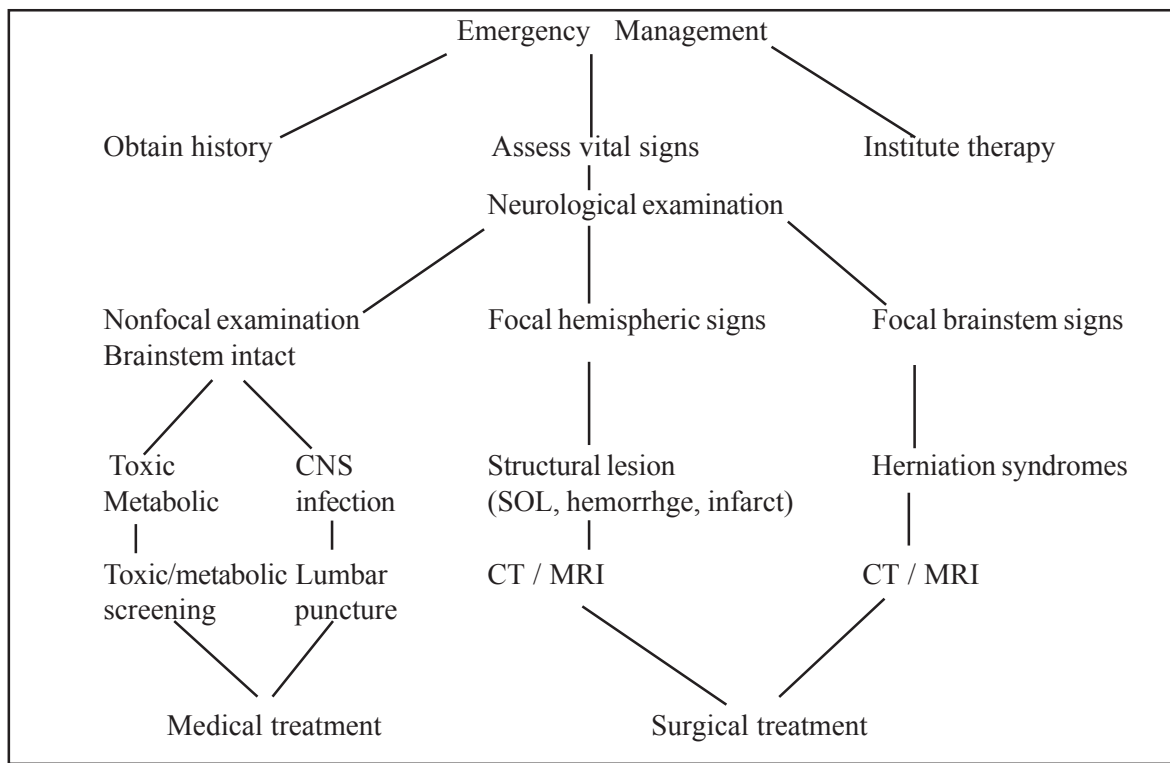 Emergency Management
Obtain history
Assess vital signs
Institute therapy
Neurological examination
Nonfocal examination
Brainstem intact
Focal hemispheric signs
Focal brainstem signs
Toxic
Metabolic
CNS
infection
Structural lesion
(SOL, hemorrhge, infarct)
Herniation syndromes
Toxic/metabolic
screening
Lumbar
puncture
CT / MRI
CT / MRI
Medical treatment
Surgical treatment